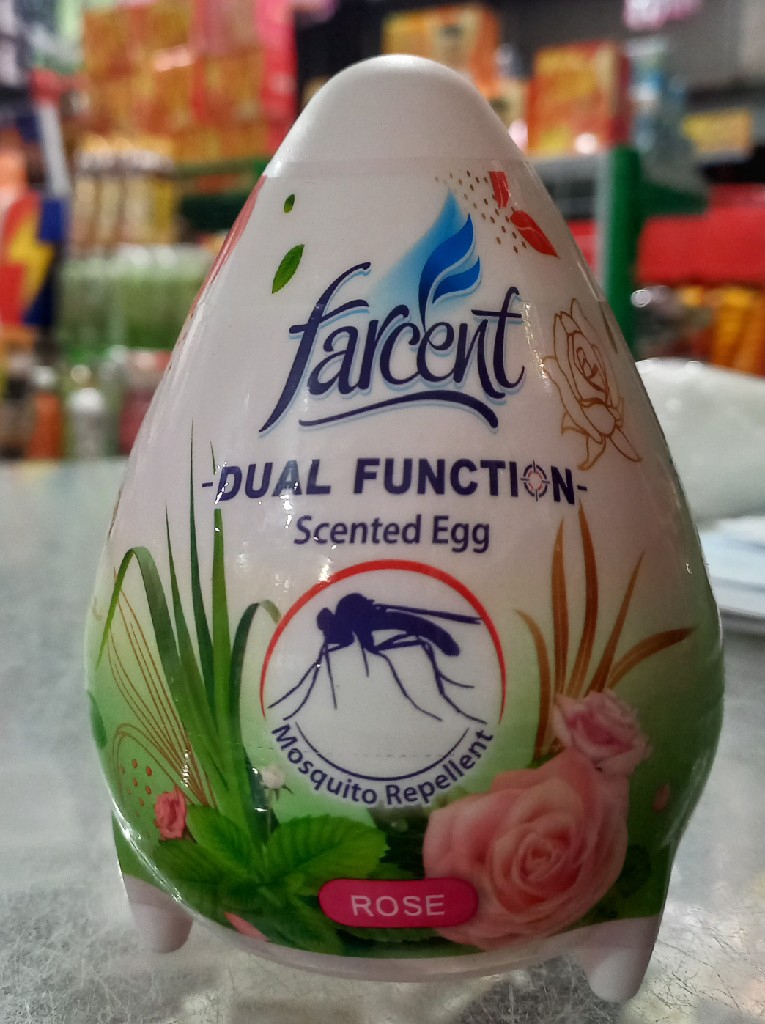 farcent
-DUAL FUNCTION-
Scented Egg
Mosquito Repellent
ROSE